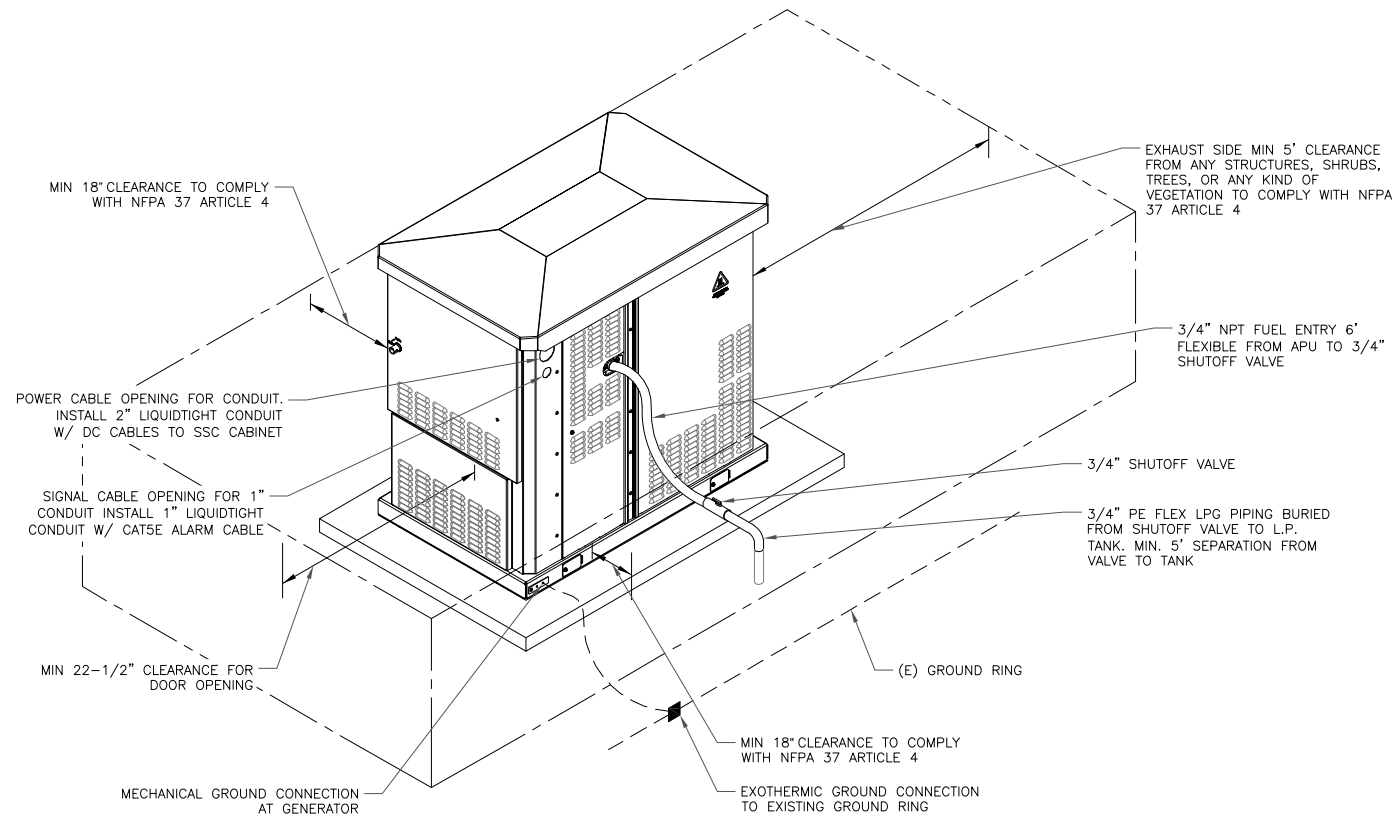 MIN 18" CLEARANCE TO COMPLY
WITH NFPA 37 ARTICLE 4
EXHAUST SIDE MIN 5' CLEARANCE
FROM ANY STRUCTURES, SHRUBS,
TREES, OR ANY KIND OF
VEGETATION TO COMPLY WITH NFPA
37 ARTICLE 4
3/4" NPT FUEL ENTRY 6'
FLEXIBLE FROM APU TO 3/4"
SHUTOFF VALVE
POWER CABLE OPENING FOR CONDUIT.
INSTALL 2" LIQUIDTIGHT CONDUIT
W/ DC CABLES TO SSC CABINET
3/4" SHUTOFF VALVE
SIGNAL CABLE OPENING FOR 1"
CONDUIT INSTALL 1" LIQUIDTIGHT
CONDUIT W/ CAT5E ALARM CABLE
3/4" PE FLEX LPG PIPING BURIED
FROM SHUTOFF VALVE TO L.P.
TANK. MIN. 5' SEPARATION FROM
VALVE TO TANK
MIN 22-1/2" CLEARANCE FOR
DOOR OPENING
(E) GROUND RING
MIN 18" CLEARANCE TO COMPLY
WITH NFPA 37 ARTICLE 4
MECHANICAL GROUND CONNECTION
AT GENERATOR
EXOTHERMIC GROUND CONNECTION
TO EXISTING GROUND RING